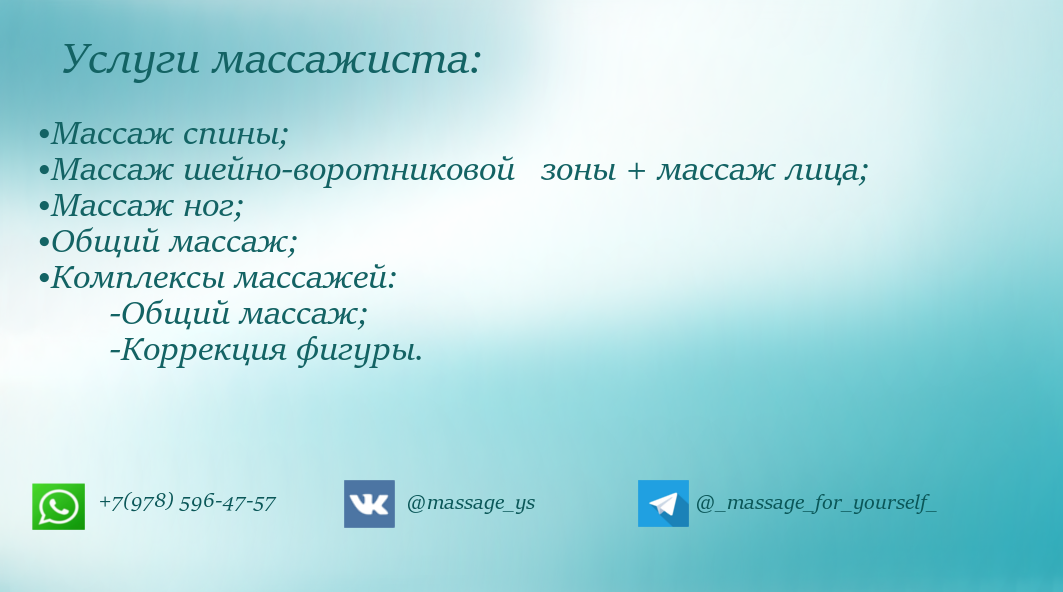 Услуги массажиста:
•Массаж спины;
•Массаж шейно-воротниковой зоны + массаж лица;
•Массаж ног;
•Общий массаж;
•Комплексы массажей:
-Общий массаж;
-Коррекция фигуры.
+7(978) 596-47-57
@massage_ys
@_massage_for_yourself_